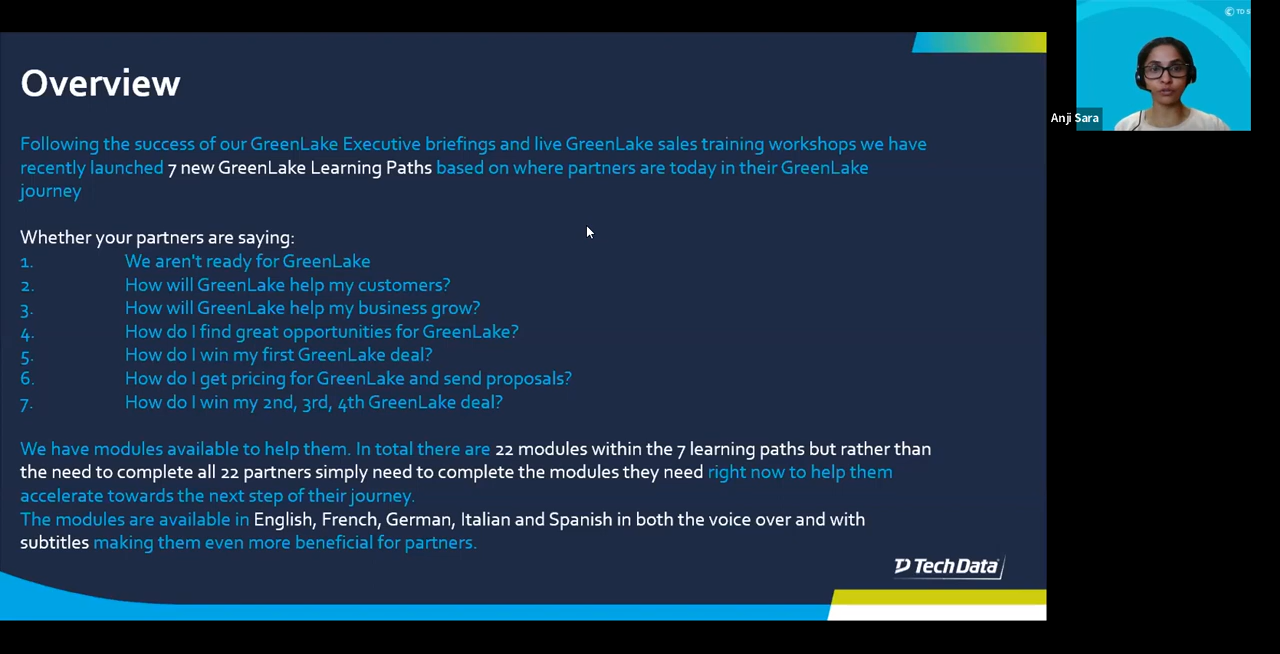 Overview
Following the success of our GreenLake Executive briefings and live GreenLake sales training workshops we have
recently launched 7 new GreenLake Learning Paths based on where partners are today in their GreenLake
journey
Whether your partners are saying:
1. We aren't ready for GreenLake
2. How will GreenLake help my customers?
3. How will GreenLake help my business grow?
4. How do I find great opportunities for GreenLake?
5. How do I win my first GreenLake deal?
6. How do I get pricing for GreenLake and send proposals?
7. How do I win my 2nd, 3rd, 4th GreenLake deal?
We have modules available to help them. In total there are 22 modules within the 7 learning paths but rather than
the need to complete all 22 partners simply need to complete the modules they need right now to help them
accelerate towards the next step of their journey.
The modules are available in English, French, German, Italian and Spanish in both the voice over and with
subtitles making them even more beneficial for partners.
Tech Data
TD S
Anji Sara